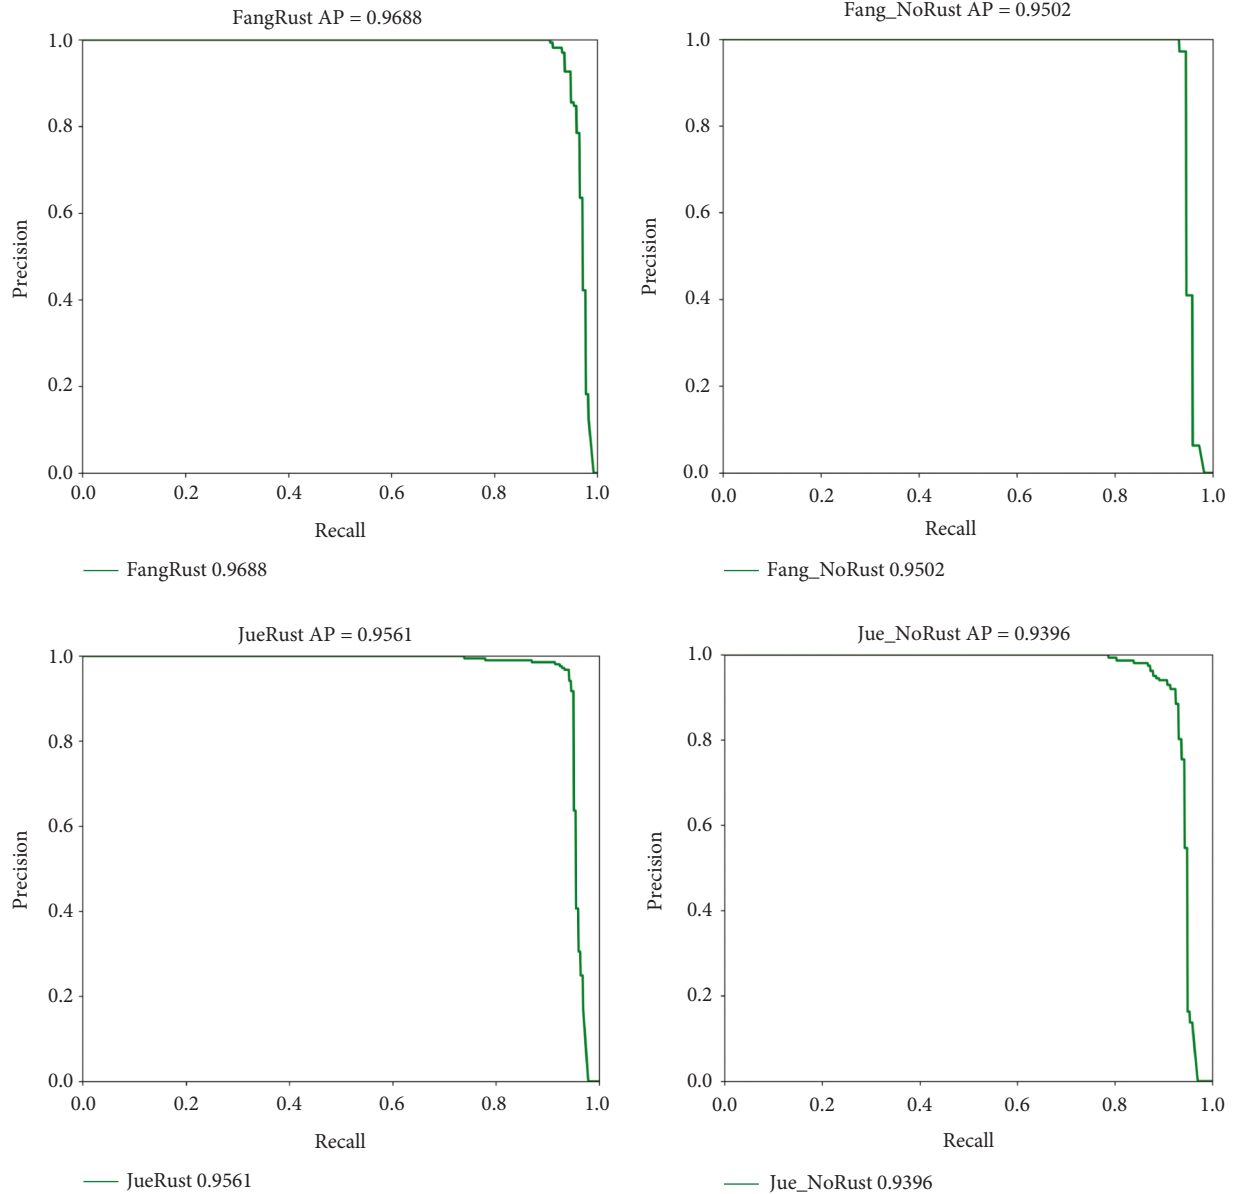 FangRust AP = 0.9688
1.0
0.8
0.6
0.4
0.2
0.0
Precision
0.0 0.2 0.4 0.6 0.8 1.0
Recall
FangRust 0.9688
Fang_NoRust AP = 0.9502
1.0
0.8
0.6
0.4
0.2
0.0
Precision
0.0 0.2 0.4 0.6 0.8 1.0
Recall
Fang_NoRust 0.9502
JueRust AP = 0.9561
1.0
0.8
0.6
0.4
0.2
0.0
Precision
0.0 0.2 0.4 0.6 0.8 1.0
Recall
JueRust 0.9561
Jue_NoRust AP = 0.9396
1.0
0.8
0.6
0.4
0.2
0.0
Precision
0.0 0.2 0.4 0.6 0.8 1.0
Recall
Jue_NoRust 0.9396